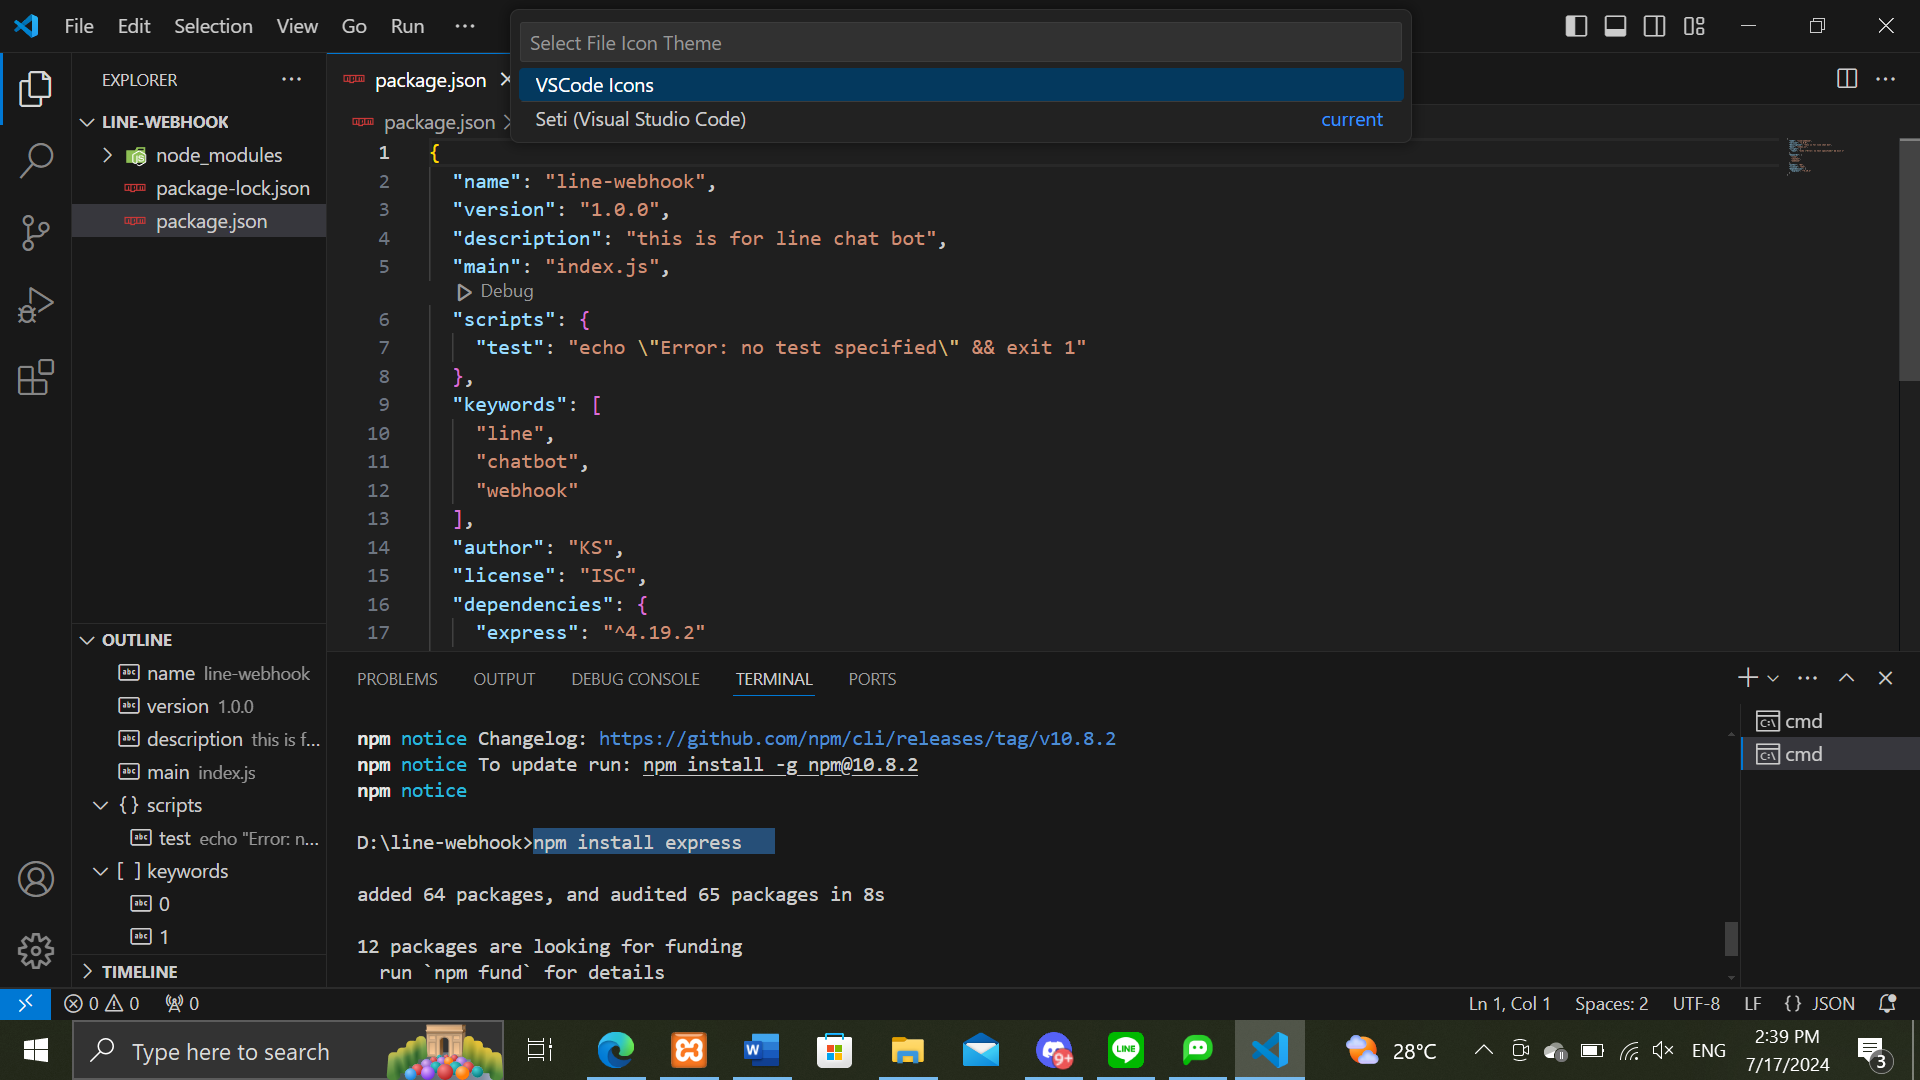 File Edit Selection View Go Run ···
Select File Icon Theme
VSCode Icons
Seti (Visual Studio Code) current
EXPLORER
LINE-WEBHOOK
node_modules
package-lock.json
package.json
package.json
package.json
1 {
2 "name": "line-webhook",
3 "version": "1.0.0",
4 "description": "this is for line chat bot",
5 "main": "index.js",
Debug
6 "scripts": {
7 "test": "echo \"Error: no test specified\" && exit 1"
8 },
9 "keywords": [
10 "line",
11 "chatbot",
12 "webhook"
13 ],
14 "author": "KS",
15 "license": "ISC",
16 "dependencies": {
17 "express": "^4.19.2"
OUTLINE
name line-webhook
version 1.0.0
description this is f...
main index.js
{} scripts
test echo "Error: n...
[ ] keywords
0
1
TIMELINE
PROBLEMS OUTPUT DEBUG CONSOLE TERMINAL PORTS
cmd
cmd
npm notice Changelog: https://github.com/npm/cli/releases/tag/v10.8.2
npm notice To update run: npm install -g npm@10.8.2
npm notice
D:\line-webhook>npm install express
added 64 packages, and audited 65 packages in 8s
12 packages are looking for funding
run `npm fund` for details
0 0 0 Ln 1, Col 1 Spaces: 2 UTF-8 LF {} JSON
Type here to search
9+
LINE
28°C
ENG
2:39 PM
7/17/2024
3